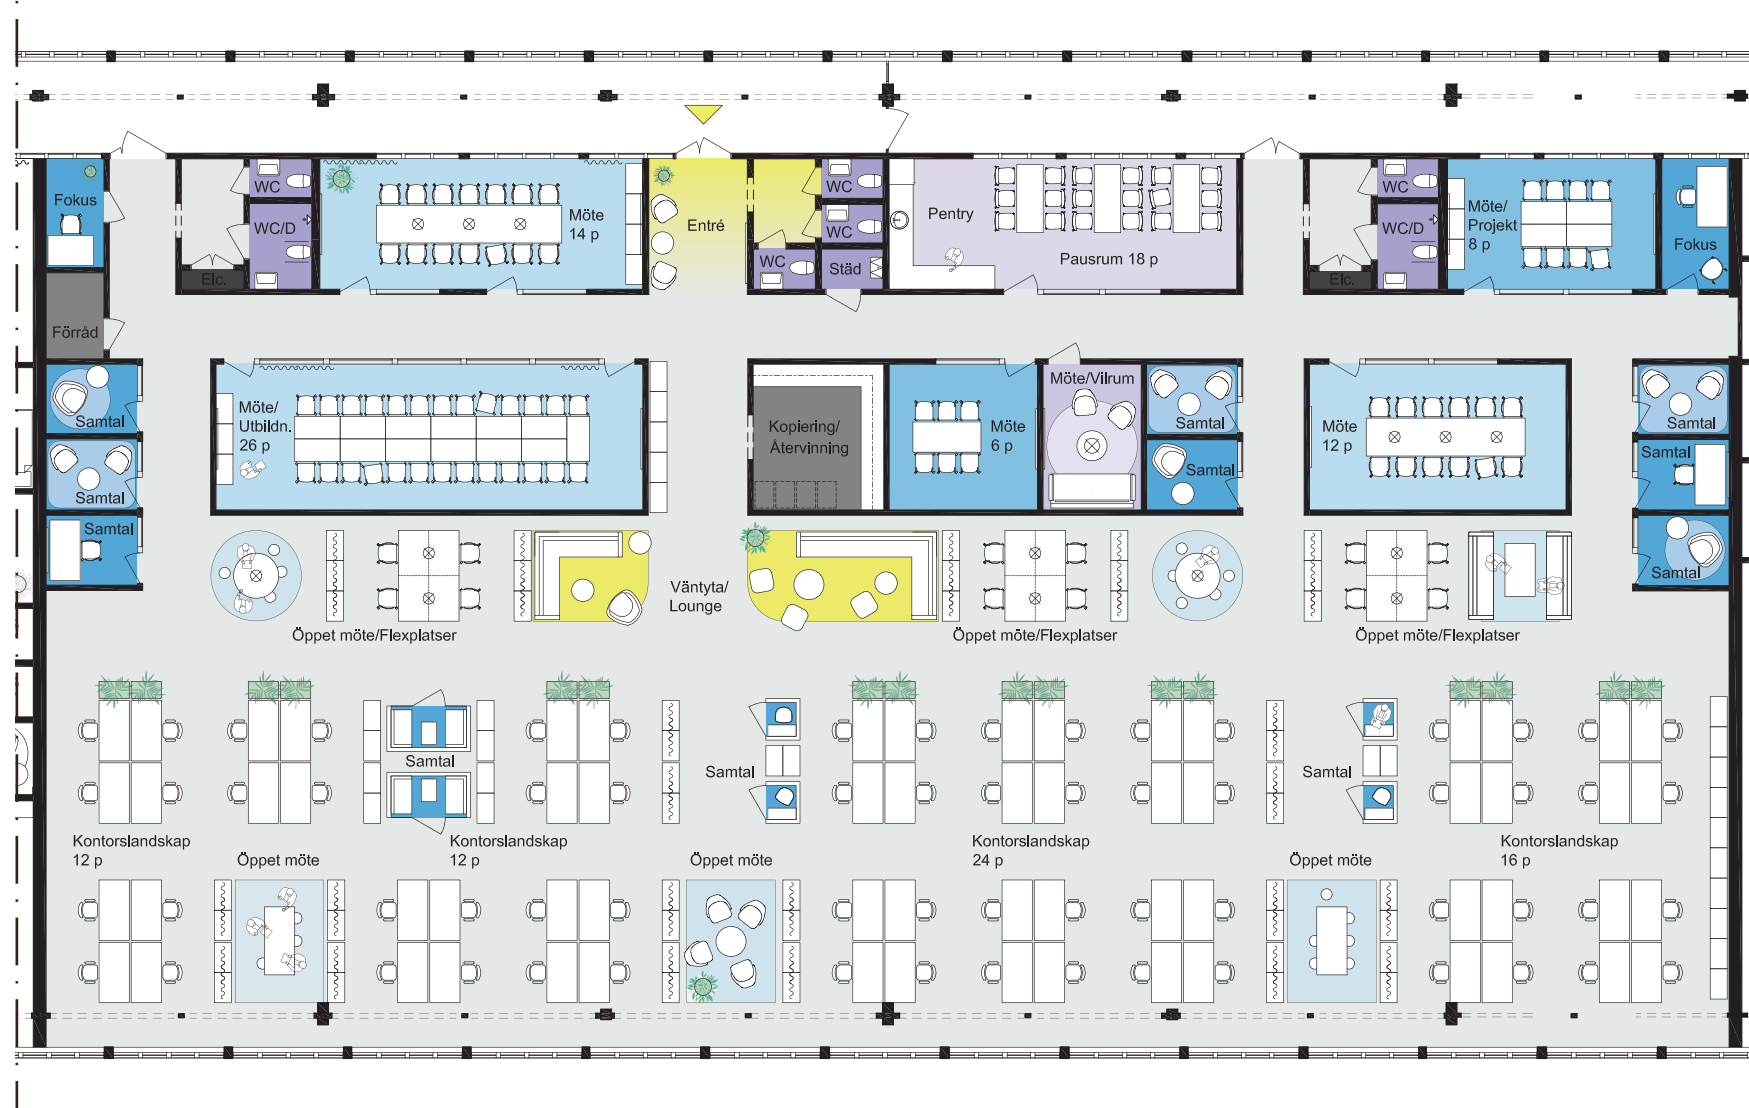 Fokus
WC
WC/D
Elc.
Möte
14 p
Entré
WC
WC
WC
Städ
Pentry
Pausrum 18 p
WC
WC/D
Elc.
Möte/
Projekt
8 p
Fokus
Förråd
Samtal
Samtal
Samtal
Möte/
Utbildn.
26 p
Kopiering/
Återvinning
Möte
6 p
Möte/Vilrum
Samtal
Samtal
Möte
12 p
Samtal
Samtal
Samtal
Väntyta/
Lounge
Öppet möte/Flexplatser
Öppet möte/Flexplatser
Öppet möte/Flexplatser
Samtal
Samtal
Samtal
Kontorslandskap
12 p
Kontorslandskap
12 p
Kontorslandskap
24 p
Kontorslandskap
16 p
Öppet möte
Öppet möte
Öppet möte